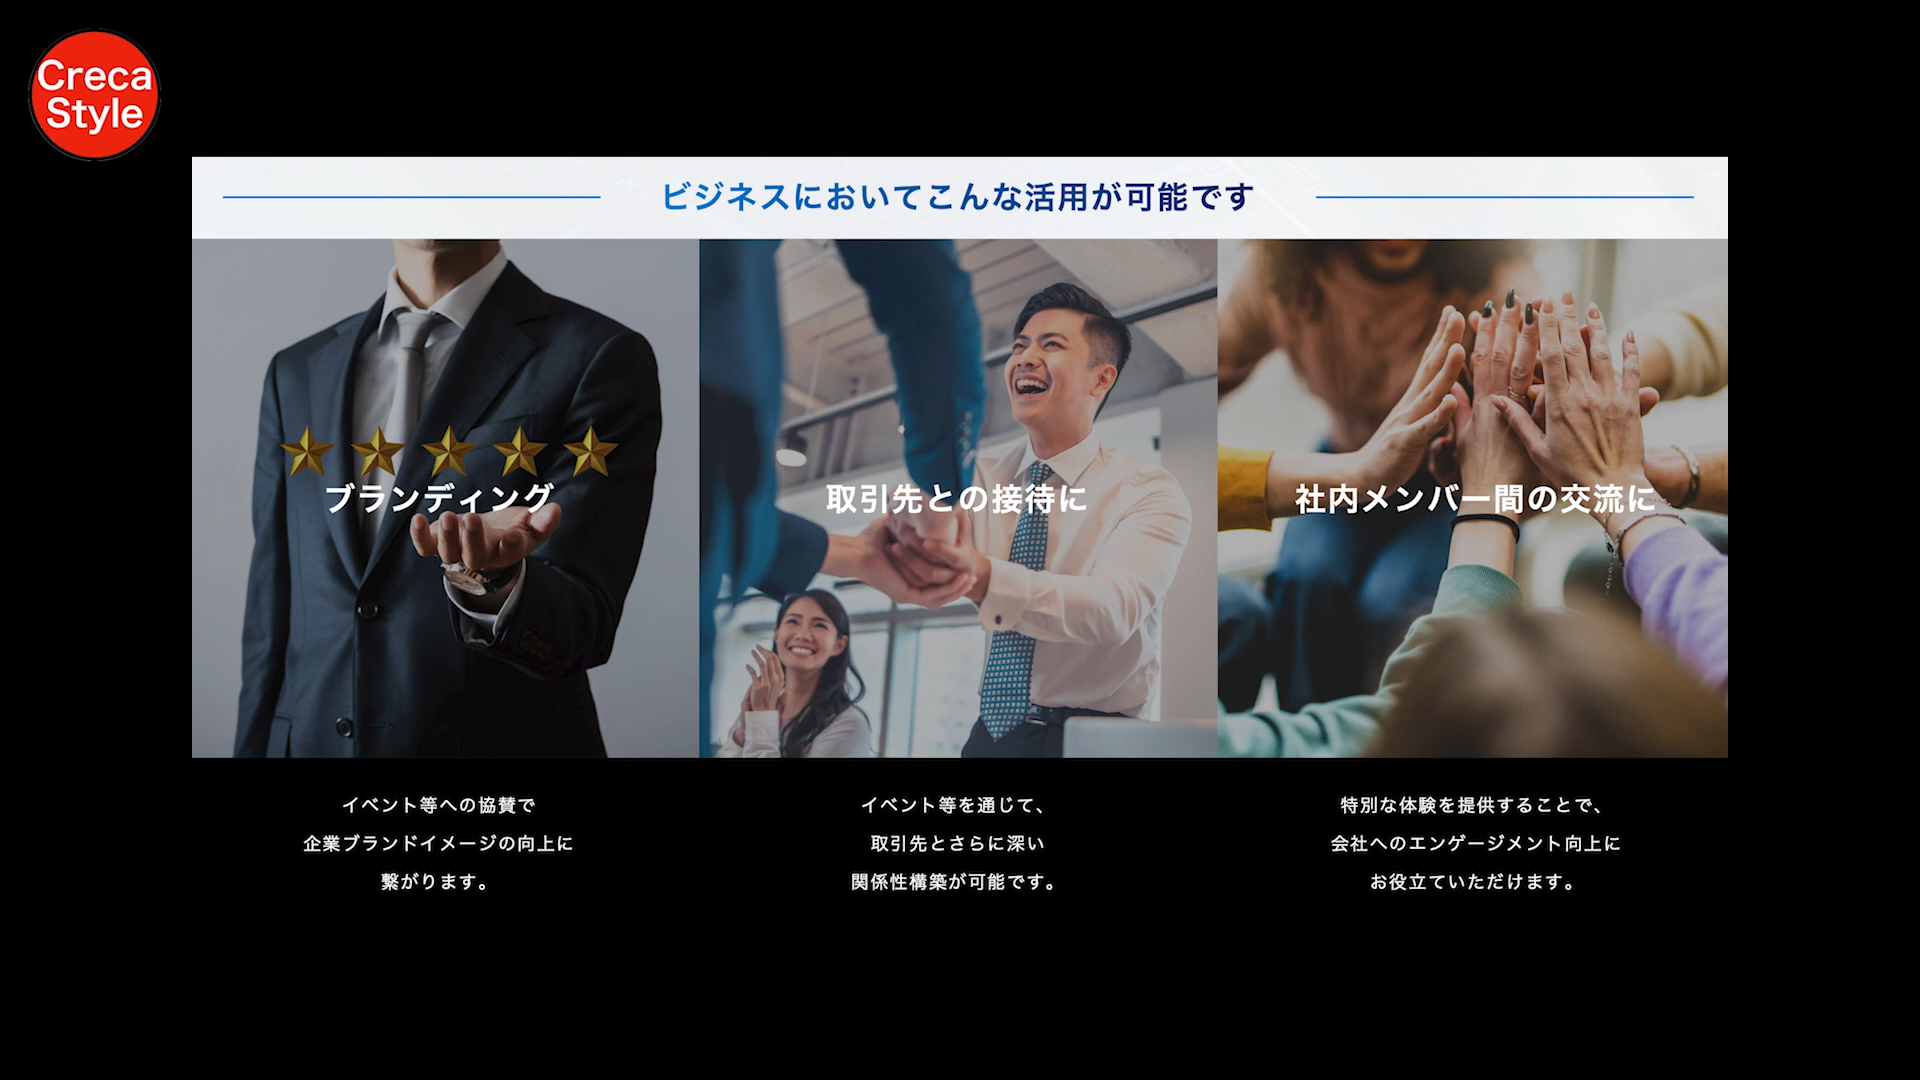 Creca
Style
ビジネスにおいてこんな活用が可能です
ブランディング
取引先との接待に
社内メンバー間の交流に
イベント等への協賛で
企業ブランドイメージの向上に
繋がります。
イベント等を通じて、
取引先とさらに深い
関係性構築が可能です。
特別な体験を提供することで、
会社へのエンゲージメント向上に
お役立ていただけます。